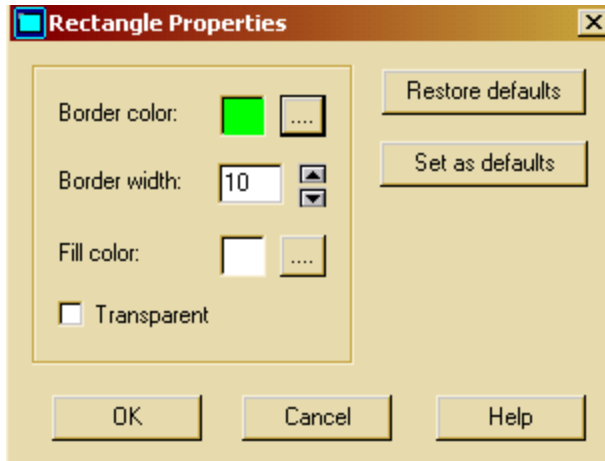 Rectangle Properties
Border color:
....
Restore defaults
Border width:
10
Set as defaults
Fill color:
....
Transparent
OK
Cancel
Help